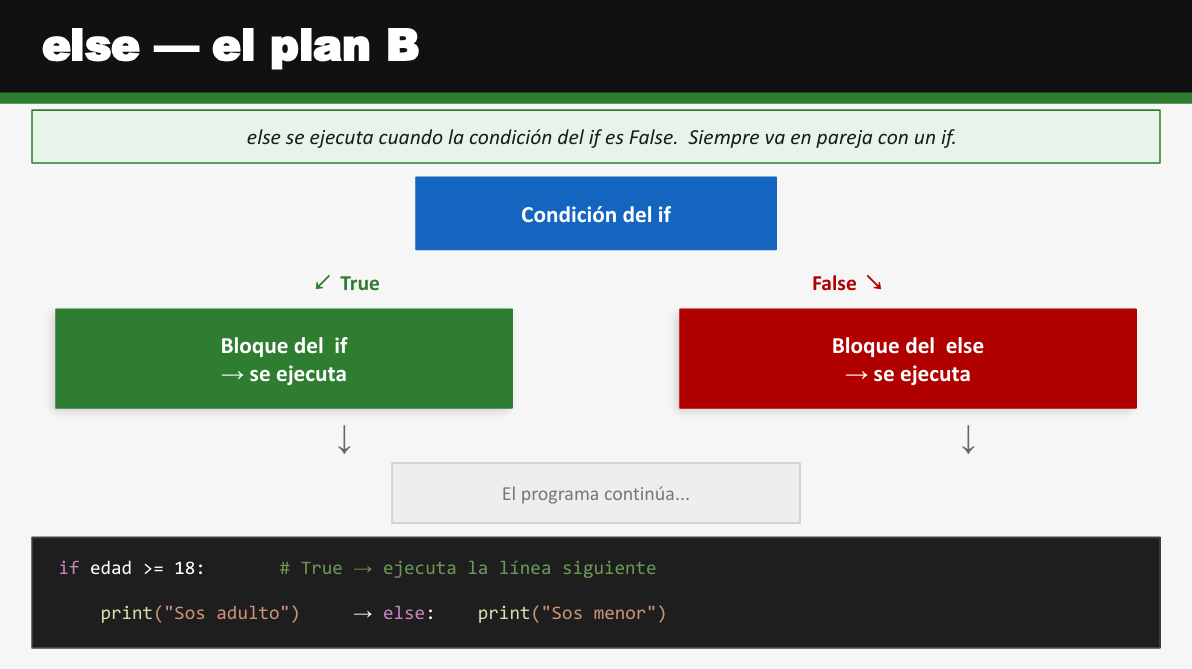 else — el plan B
else se ejecuta cuando la condición del if es False.  Siempre va en pareja con un if.
Condición del if
↙ True
False ↘
Bloque del  if
→ se ejecuta
Bloque del  else
→ se ejecuta
↓
↓
El programa continúa...
if edad >= 18:       # True → ejecuta la línea siguiente
    print("Sos adulto")     → else:    print("Sos menor")